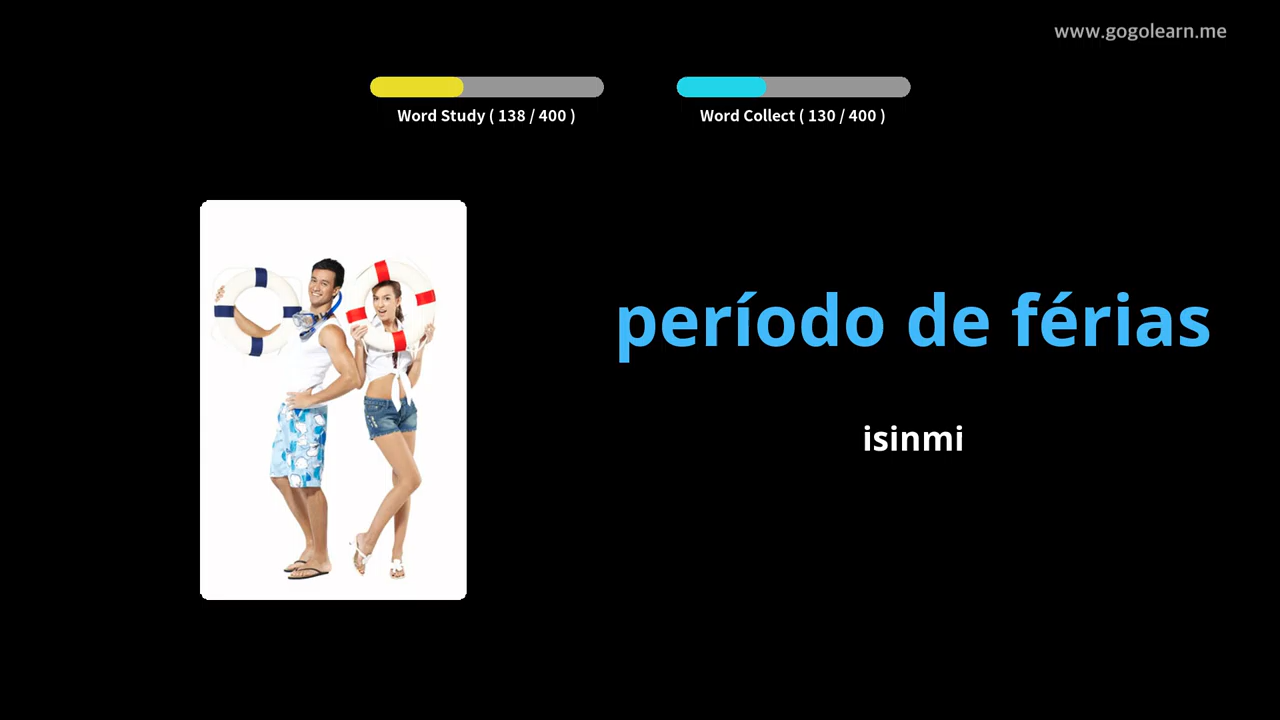 www.gogolearn.me
Word Study ( 138 / 400 )
Word Collect ( 130 / 400 )
período de férias
isinmi